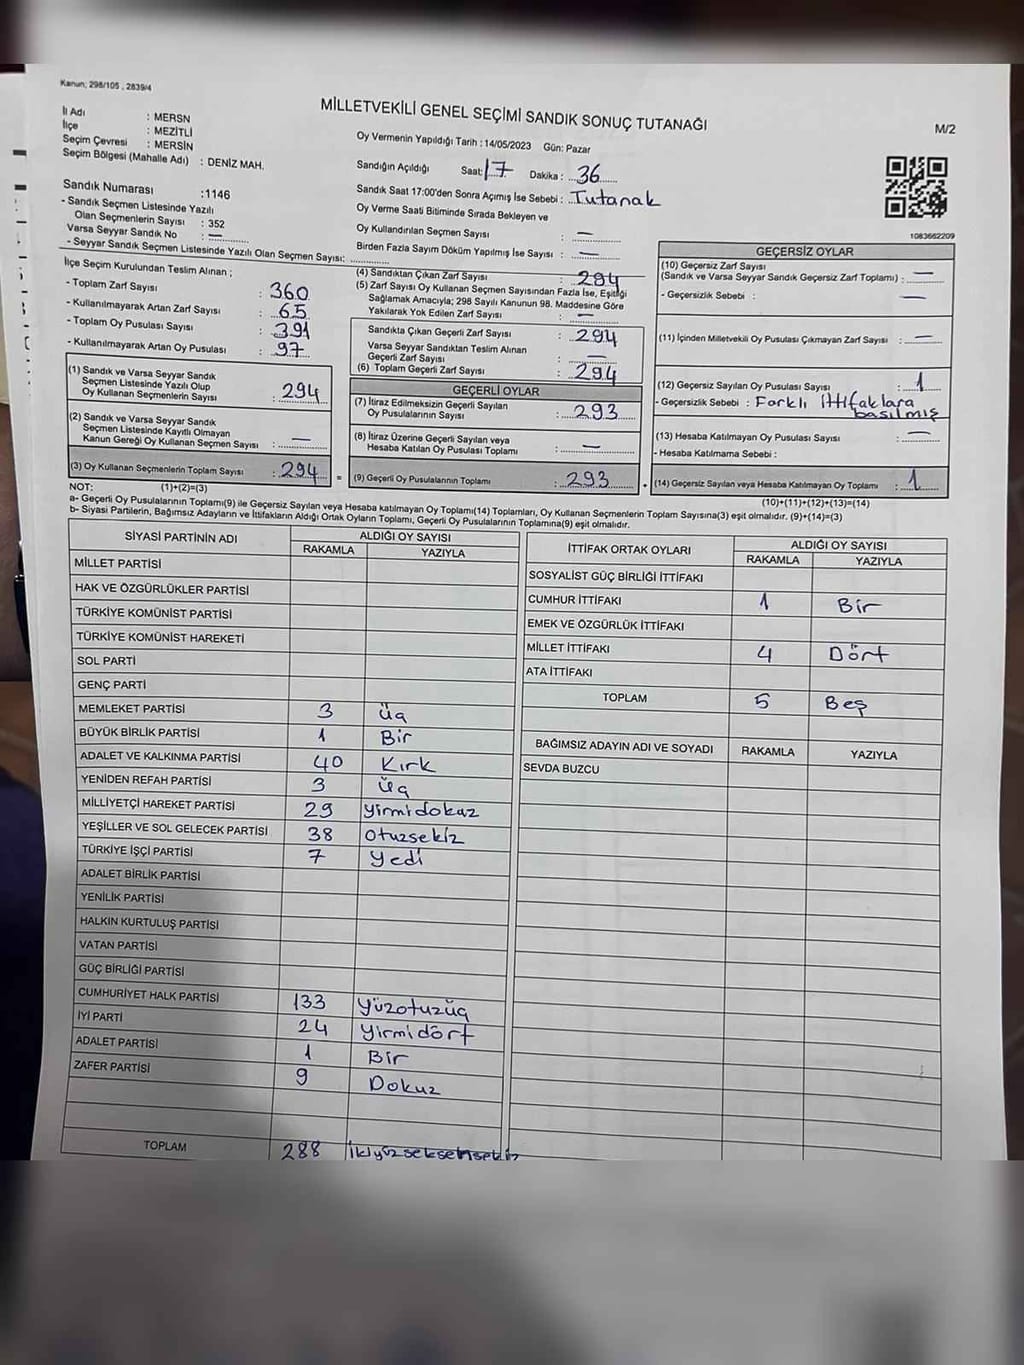 Kanun; 298/105 , 2839/4
MİLLETVEKİLİ GENEL SEÇİMİ SANDIK SONUÇ TUTANAĞI
M/2
İl Adı : MERSN
İlçe : MEZİTLİ
Seçim Çevresi : MERSİN
Seçim Bölgesi (Mahalle Adı) : DENİZ MAH.
Oy Vermenin Yapıldığı Tarih : 14/05/2023 Gün: Pazar
Sandığın Açıldığı Saat: 17 Dakika : 36
Sandık Saat 17:00'den Sonra Açımış İse Sebebi : Tutanak
Oy Verme Saati Bitiminde Sırada Bekleyen ve
Oy Kullandırılan Seçmen Sayısı : —
Birden Fazla Sayım Döküm Yapılmış İse Sayısı : —
1083662209
Sandık Numarası :1146
- Sandık Seçmen Listesinde Yazılı
Olan Seçmenlerin Sayısı : 352
Varsa Seyyar Sandık No : —
- Seyyar Sandık Seçmen Listesinde Yazılı Olan Seçmen Sayısı:
İlçe Seçim Kurulundan Teslim Alınan ;
- Toplam Zarf Sayısı : 360
- Kullanılmayarak Artan Zarf Sayısı : 65
- Toplam Oy Pusulası Sayısı : 391
- Kullanılmayarak Artan Oy Pusulası : 97
(1) Sandık ve Varsa Seyyar Sandık
Seçmen Listesinde Yazılı Olup
Oy Kullanan Seçmenlerin Sayısı : 294
(2) Sandık ve Varsa Seyyar Sandık
Seçmen Listesinde Kayıtlı Olmayan
Kanun Gereği Oy Kullanan Seçmen Sayısı : —
(3) Oy Kullanan Seçmenlerin Toplam Sayısı : 294 =
(4) Sandıktan Çıkan Zarf Sayısı : 294
(5) Zarf Sayısı Oy Kullanan Seçmen Sayısından Fazla İse, Eşitliği
Sağlamak Amacıyla; 298 Sayılı Kanunun 98. Maddesine Göre
Yakılarak Yok Edilen Zarf Sayısı : —
Sandıkta Çıkan Geçerli Zarf Sayısı : 294
Varsa Seyyar Sandıktan Teslim Alınan
Geçerli Zarf Sayısı : —
(6) Toplam Geçerli Zarf Sayısı : 294
GEÇERLİ OYLAR
(7) İtiraz Edilmeksizin Geçerli Sayılan
Oy Pusulalarının Sayısı : 293
(8) İtiraz Üzerine Geçerli Sayılan veya
Hesaba Katılan Oy Pusulası Toplamı : —
(9) Geçerli Oy Pusulalarının Toplamı : 293 +
GEÇERSİZ OYLAR
(10) Geçersiz Zarf Sayısı
(Sandık ve Varsa Seyyar Sandık Geçersiz Zarf Toplamı) : —
- Geçersizlik Sebebi : —
(11) İçinden Milletvekili Oy Pusulası Çıkmayan Zarf Sayısı : —
(12) Geçersiz Sayılan Oy Pusulası Sayısı : 1
- Geçersizlik Sebebi : Farklı İttifaklara
basılmış
(13) Hesaba Katılmayan Oy Pusulası Sayısı : —
- Hesaba Katılmama Sebebi :
(14) Geçersiz Sayılan veya Hesaba Katılmayan Oy Toplamı : 1
NOT: (1)+(2)=(3)
(10)+(11)+(12)+(13)=(14)
a- Geçerli Oy Pusulalarının Toplamı(9) ile Geçersiz Sayılan veya Hesaba katılmayan Oy Toplamı(14) Toplamları, Oy Kullanan Seçmenlerin Toplam Sayısına(3) eşit olmalıdır. (9)+(14)=(3)
b- Siyasi Partilerin, Bağımsız Adayların ve İttifakların Aldığı Ortak Oyların Toplamı, Geçerli Oy Pusulalarının Toplamına(9) eşit olmalıdır.
SİYASİ PARTİNİN ADI ALDIĞI OY SAYISI
RAKAMLA YAZIYLA
MİLLET PARTİSİ
HAK VE ÖZGÜRLÜKLER PARTİSİ
TÜRKİYE KOMÜNİST PARTİSİ
TÜRKİYE KOMÜNİST HAREKETİ
SOL PARTİ
GENÇ PARTİ
MEMLEKET PARTİSİ 3 Üç
BÜYÜK BİRLİK PARTİSİ 1 Bir
ADALET VE KALKINMA PARTİSİ 40 Kırk
YENİDEN REFAH PARTİSİ 3 Üç
MİLLİYETÇİ HAREKET PARTİSİ 29 Yirmidokuz
YEŞİLLER VE SOL GELECEK PARTİSİ 38 Otuzsekiz
TÜRKİYE İŞÇİ PARTİSİ 7 Yedi
ADALET BİRLİK PARTİSİ
YENİLİK PARTİSİ
HALKIN KURTULUŞ PARTİSİ
VATAN PARTİSİ
GÜÇ BİRLİĞİ PARTİSİ
CUMHURİYET HALK PARTİSİ 133 Yüzotuzüç
İYİ PARTİ 24 Yirmidört
ADALET PARTİSİ 1 Bir
ZAFER PARTİSİ 9 Dokuz
TOPLAM 288 İkiyüzseksensekiz
İTTİFAK ORTAK OYLARI ALDIĞI OY SAYISI
RAKAMLA YAZIYLA
SOSYALİST GÜÇ BİRLİĞİ İTTİFAKI
CUMHUR İTTİFAKI 1 Bir
EMEK VE ÖZGÜRLÜK İTTİFAKI
MİLLET İTTİFAKI 4 Dört
ATA İTTİFAKI
TOPLAM 5 Beş
BAĞIMSIZ ADAYIN ADI VE SOYADI RAKAMLA YAZIYLA
SEVDA BUZCU